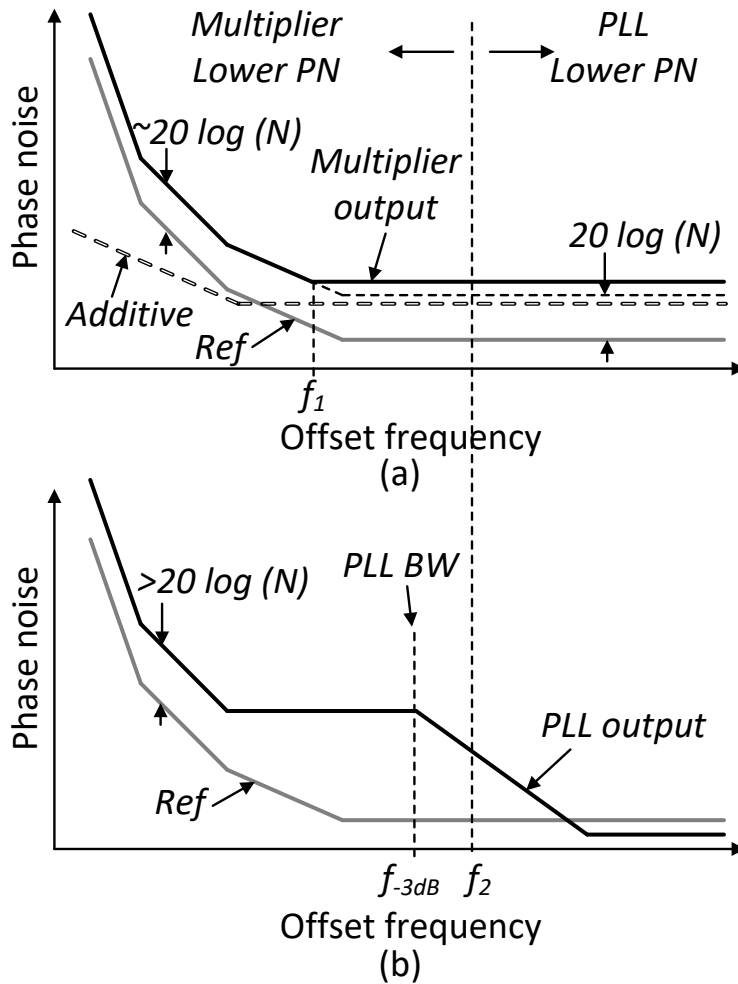 Multiplier
Lower PN
PLL
Lower PN
~20 log (N)
Multiplier
output
20 log (N)
Additive
Ref
Phase noise
f1
Offset frequency
(a)
>20 log (N)
PLL BW
PLL output
Ref
Phase noise
f-3dB
f2
Offset frequency
(b)